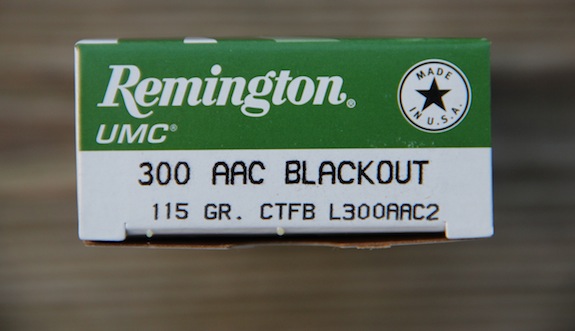 Remington®
UMC®
MADE
IN U.S.A.
300 AAC BLACKOUT
115 GR. CTFB L300AAC2